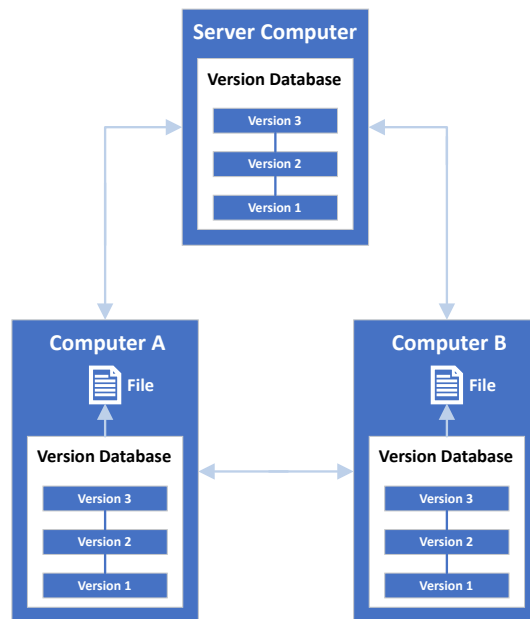 Server Computer
Version Database
Version 3
Version 2
Version 1
Computer A
File
Version Database
Version 3
Version 2
Version 1
Computer B
File
Version Database
Version 3
Version 2
Version 1